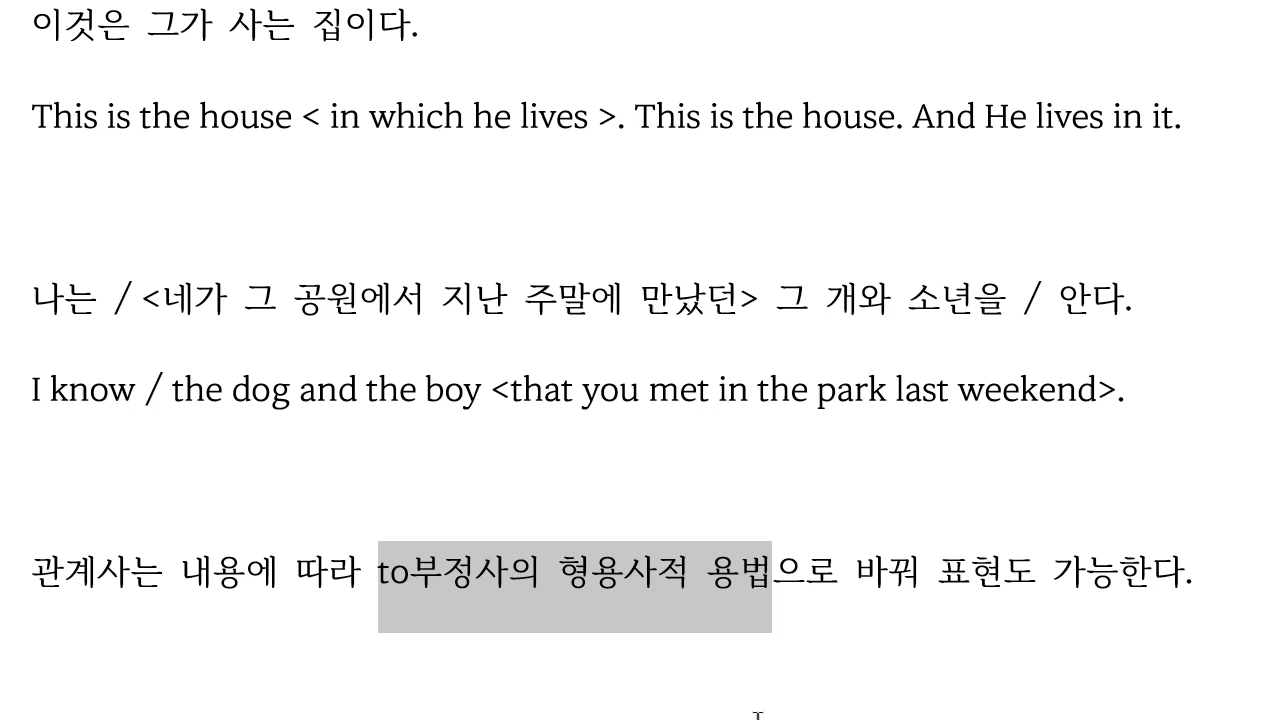 이것은 그가 사는 집이다.
This is the house < in which he lives >. This is the house. And He lives in it.
나는 / <네가 그 공원에서 지난 주말에 만났던> 그 개와 소년을 / 안다.
I know / the dog and the boy <that you met in the park last weekend>.
관계사는 내용에 따라 to부정사의 형용사적 용법으로 바꿔 표현도 가능한다.